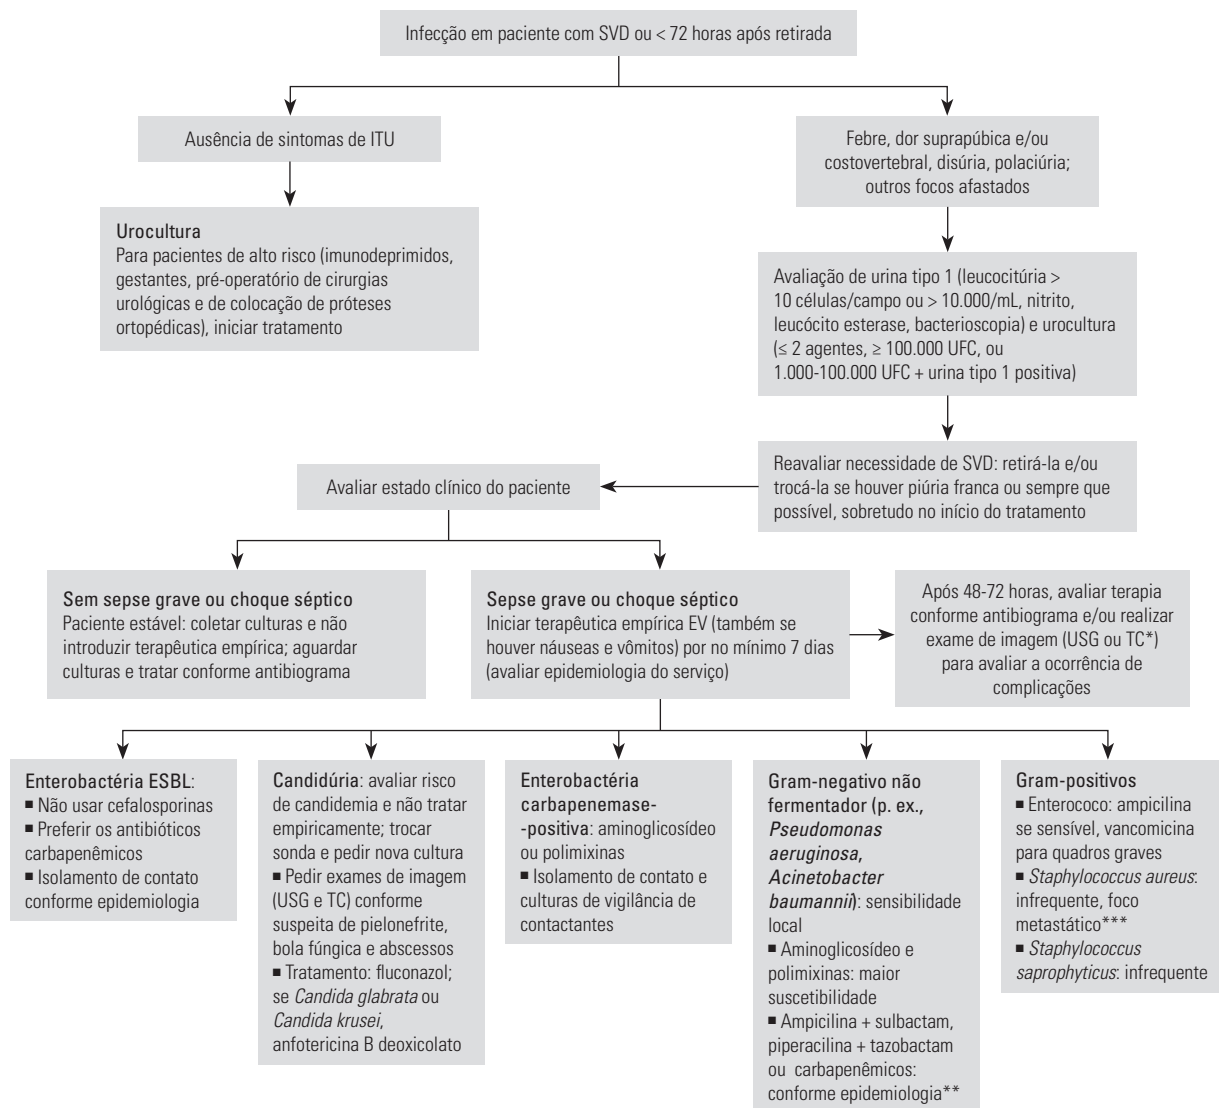 Infecção em paciente com SVD ou < 72 horas após retirada
Ausência de sintomas de ITU
Febre, dor suprapúbica e/ou
costovertebral, disúria, polaciúria;
outros focos afastados
Urocultura
Para pacientes de alto risco (imunodeprimidos,
gestantes, pré-operatório de cirurgias
urológicas e de colocação de próteses
ortopédicas), iniciar tratamento
Avaliação de urina tipo 1 (leucocitúria >
10 células/campo ou > 10.000/mL, nitrito,
leucócito esterase, bacterioscopia) e urocultura
(≤ 2 agentes, ≥ 100.000 UFC, ou
1.000-100.000 UFC + urina tipo 1 positiva)
Reavaliar necessidade de SVD: retirá-la e/ou
trocá-la se houver piúria franca ou sempre que
possível, sobretudo no início do tratamento
Avaliar estado clínico do paciente
Sem sepse grave ou choque séptico
Paciente estável: coletar culturas e não
introduzir terapêutica empírica; aguardar
culturas e tratar conforme antibiograma
Sepse grave ou choque séptico
Iniciar terapêutica empírica EV (também se
houver náuseas e vômitos) por no mínimo 7 dias
(avaliar epidemiologia do serviço)
Após 48-72 horas, avaliar terapia
conforme antibiograma e/ou realizar
exame de imagem (USG ou TC*)
para avaliar a ocorrência de
complicações
Enterobactéria ESBL:
■ Não usar cefalosporinas
■ Preferir os antibióticos
carbapenêmicos
■ Isolamento de contato
conforme epidemiologia
Candidúria: avaliar risco
de candidemia e não tratar
empiricamente; trocar
sonda e pedir nova cultura
■ Pedir exames de imagem
(USG e TC) conforme
suspeita de pielonefrite,
bola fúngica e abscessos
■ Tratamento: fluconazol;
se Candida glabrata ou
Candida krusei,
anfotericina B deoxicolato
Enterobactéria
carbapenemase-
-positiva: aminoglicosídeo
ou polimixinas
■ Isolamento de contato e
culturas de vigilância de
contactantes
Gram-negativo não
fermentador (p. ex.,
Pseudomonas
aeruginosa,
Acinetobacter
baumannii): sensibilidade
local
■ Aminoglicosídeo e
polimixinas: maior
suscetibilidade
■ Ampicilina + sulbactam,
piperacilina + tazobactam
ou carbapenêmicos:
conforme epidemiologia**
Gram-positivos
■ Enterococo: ampicilina
se sensível, vancomicina
para quadros graves
■ Staphylococcus aureus:
infrequente, foco
metastático***
■ Staphylococcus
saprophyticus: infrequente